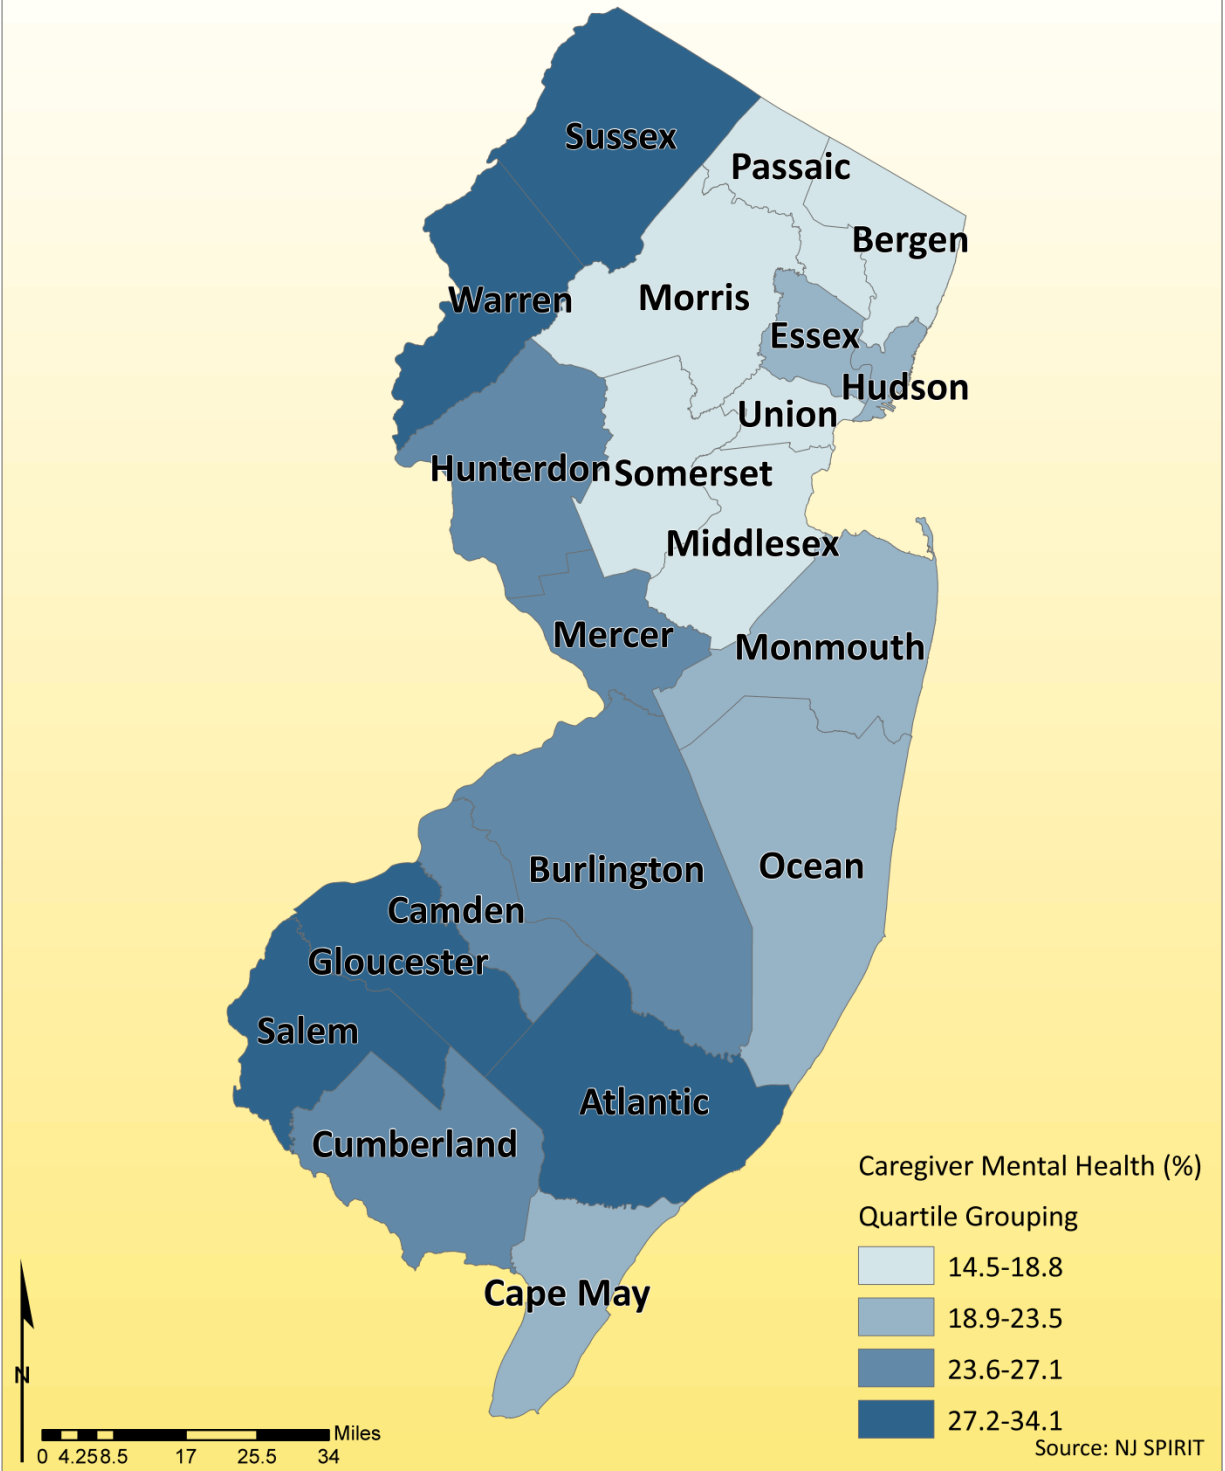 Sussex
Passaic
Bergen
Warren
Morris
Essex
Hudson
Union
Hunterdon
Somerset
Middlesex
Mercer
Monmouth
Burlington
Ocean
Camden
Gloucester
Salem
Atlantic
Cumberland
Cape May
Caregiver Mental Health (%)
Quartile Grouping
14.5-18.8
18.9-23.5
23.6-27.1
27.2-34.1
Source: NJ SPIRIT
N
Miles
0 4.25 8.5 17 25.5 34